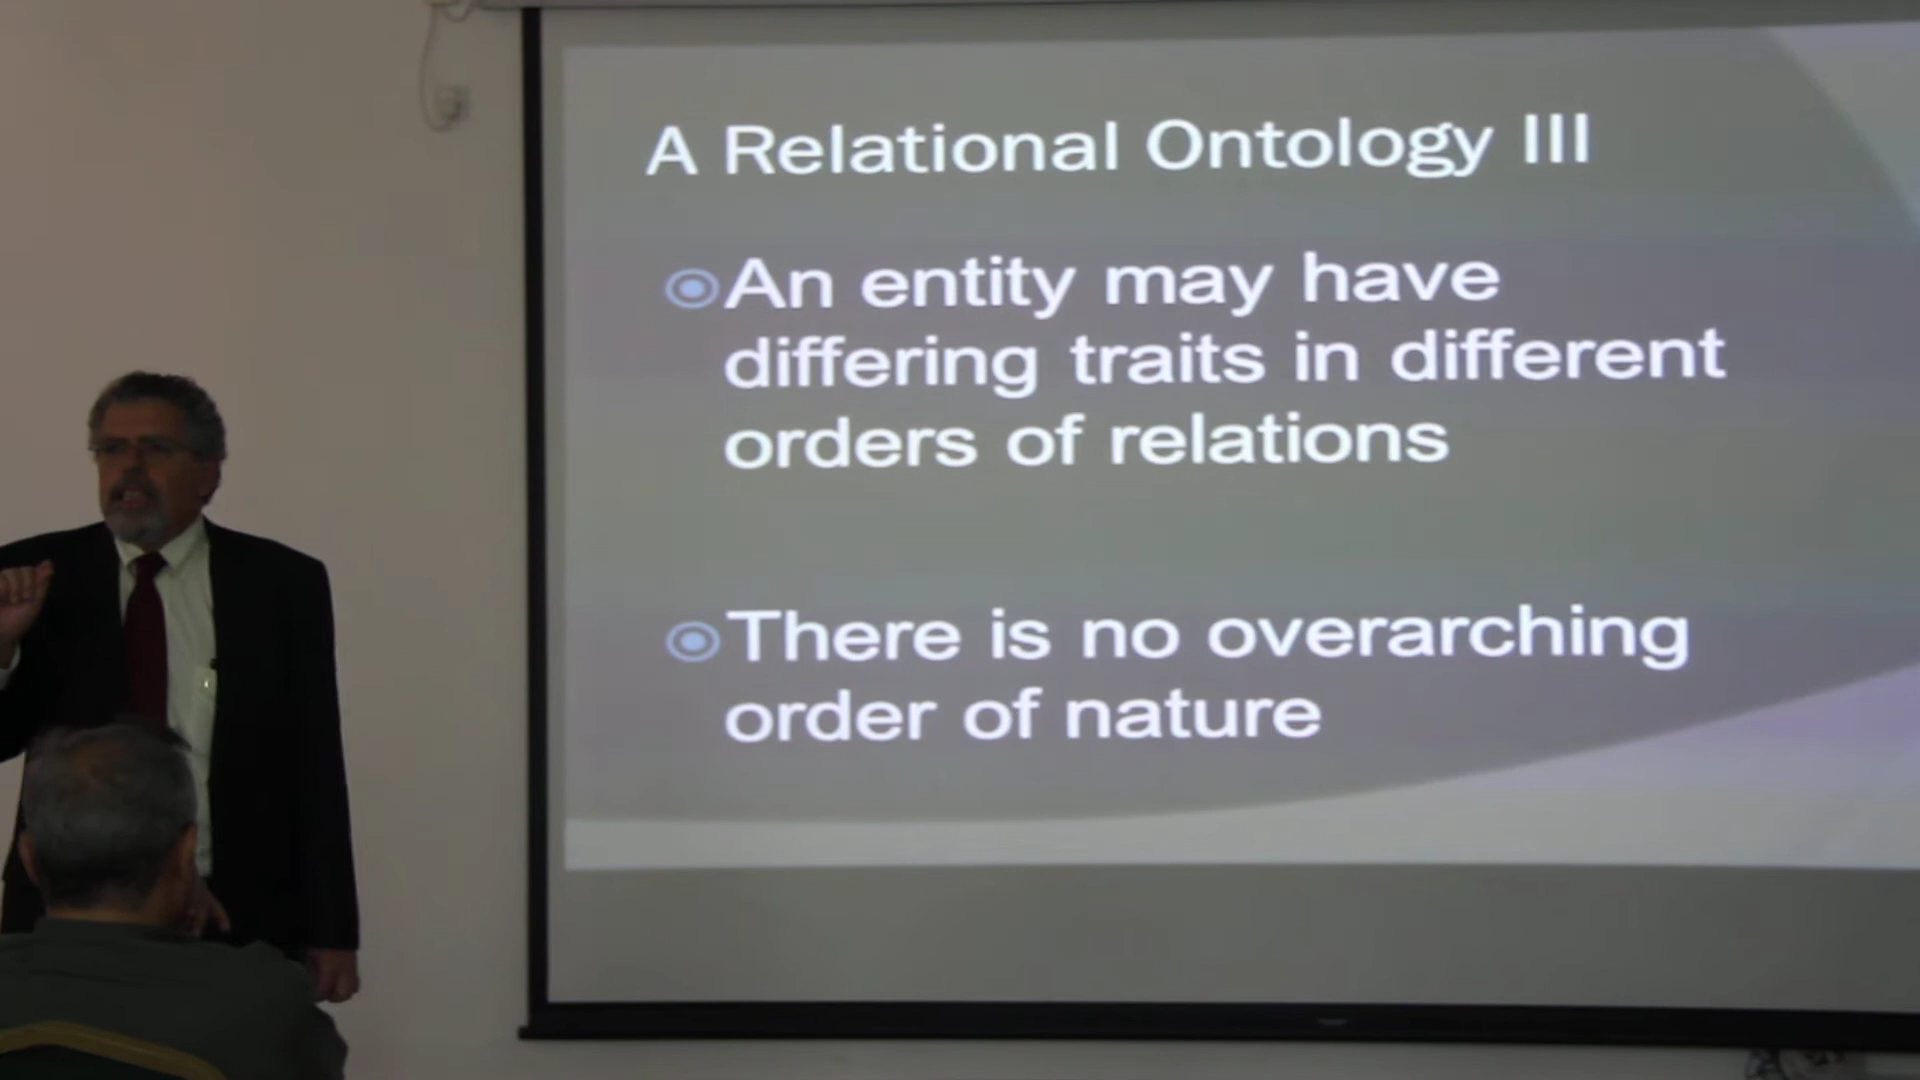 A Relational Ontology III
An entity may have
differing traits in different
orders of relations
There is no overarching
order of nature